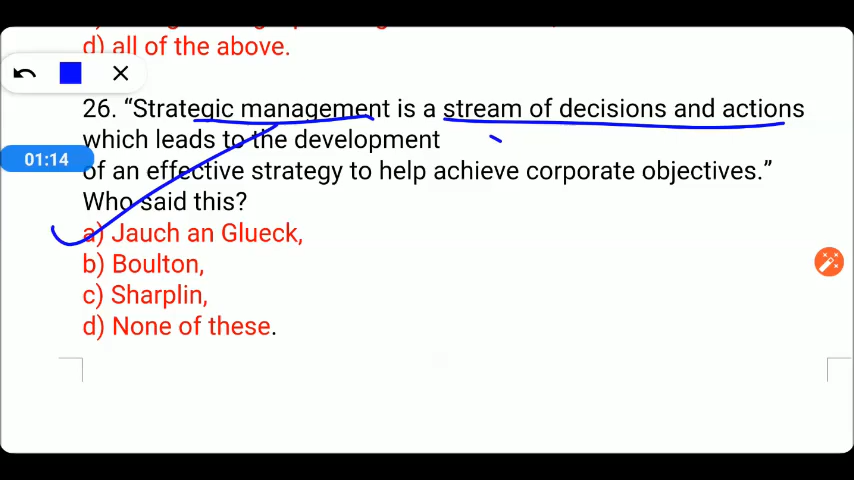 d) all of the above.
26. “Strategic management is a stream of decisions and actions
which leads to the development
01:14
of an effective strategy to help achieve corporate objectives.”
Who said this?
a) Jauch an Glueck,
b) Boulton,
c) Sharplin,
d) None of these.